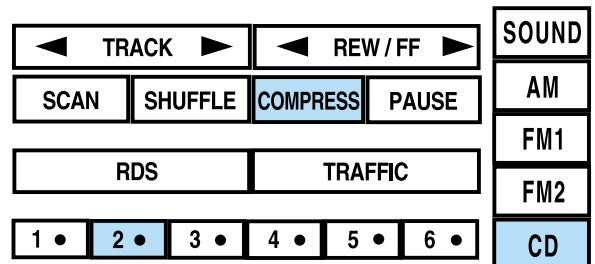 ◄ TRACK ► ◄ REW / FF ► SOUND
SCAN SHUFFLE COMPRESS PAUSE AM
FM1
RDS TRAFFIC
FM2
1 ● 2 ● 3 ● 4 ● 5 ● 6 ● CD